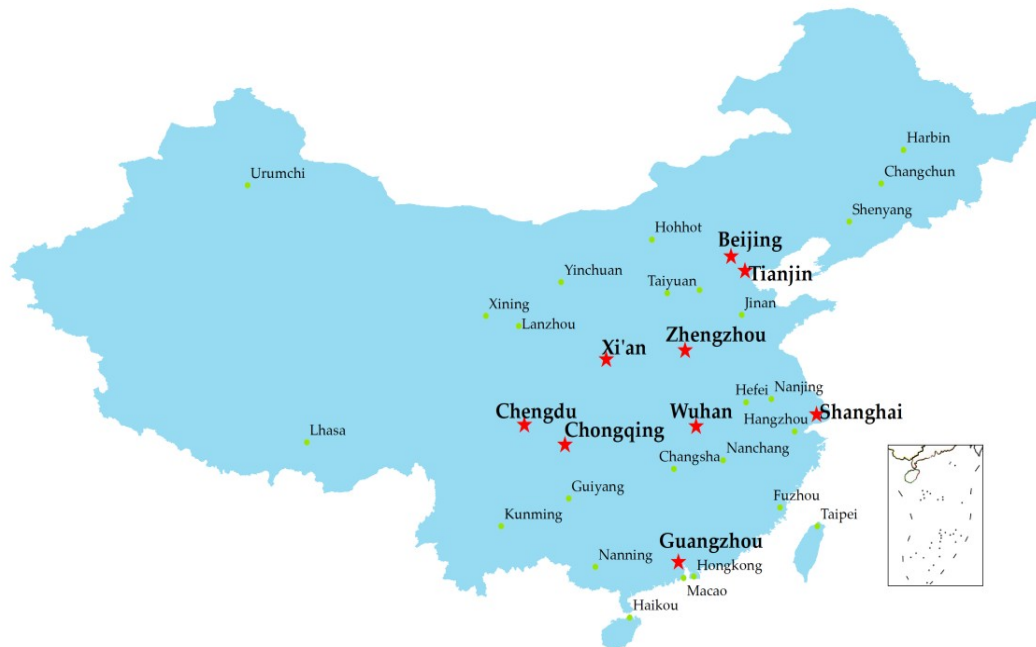 Harbin
Urumchi
Changchun
Shenyang
Hohhot
Beijing
Yinchuan
Taiyuan
Tianjin
Xining
Jinan
Lanzhou
Zhengzhou
Xi'an
Hefei
Nanjing
Chengdu
Wuhan
Hangzhou
Shanghai
Chongqing
Lhasa
Changsha
Nanchang
Guiyang
Fuzhou
Kunming
Taipei
Guangzhou
Nanning
Hongkong
Macao
Haikou